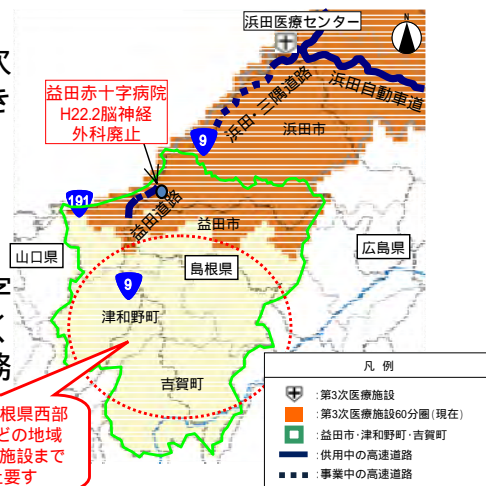 浜田医療センター
N
次
き
益田赤十字病院
H22.2脳神経
外科廃止
浜田・三隅道路
浜田自動車道
浜田市
9
191
益田道路
益田市
山口県
広島県
島根県
9
津和野町
字
く
務
吉賀町
根県西部
どの地域
施設まで
要す
凡 例
:第3次医療施設
:第3次医療施設60分圏(現在)
:益田市・津和野町・吉賀町
:供用中の高速道路
:事業中の高速道路